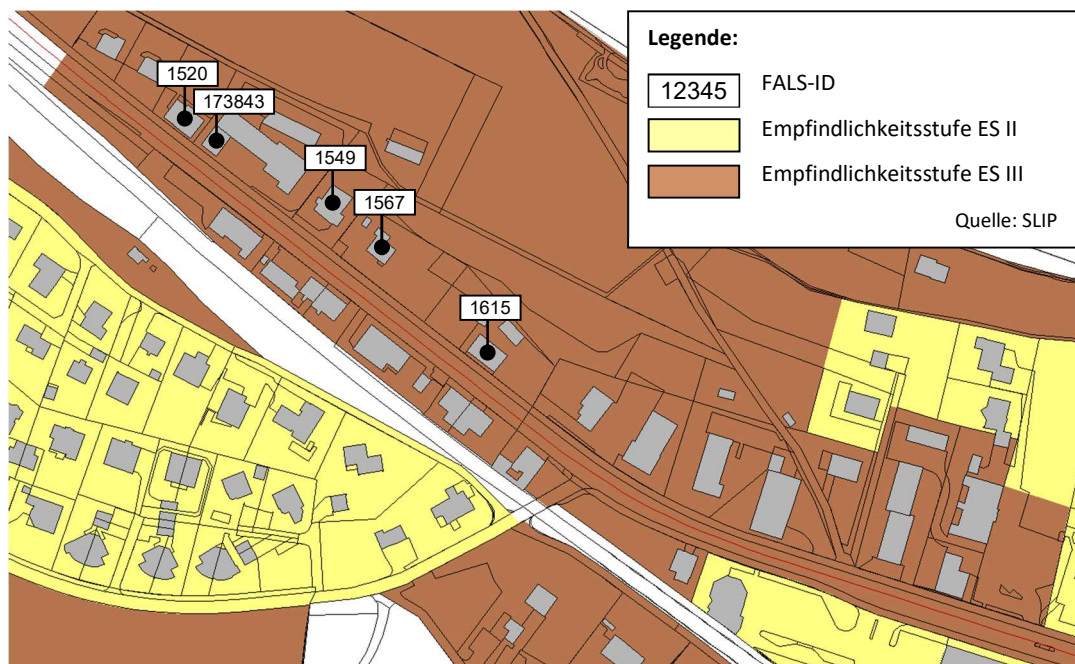 1520
173843
1549
1567
1615
Legende:
12345 FALS-ID
Empfindlichkeitsstufe ES II
Empfindlichkeitsstufe ES III
Quelle: SLIP